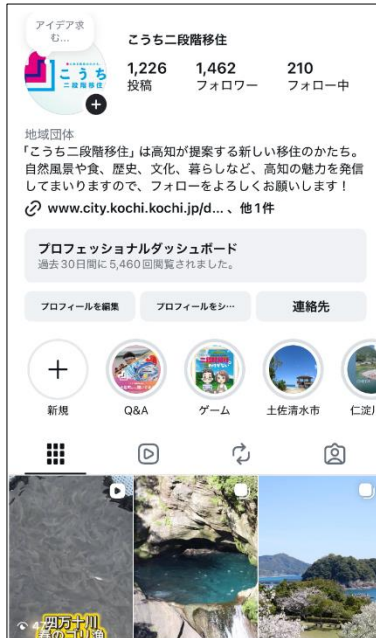 アイデア求
む...
こうち二段階移住
こうち
二段階移住
1,226 1,462 210
投稿 フォロワー フォロー中
地域団体
「こうち二段階移住」は高知が提案する新しい移住のかたち。
自然風景や食、歴史、文化、暮らしなど、高知の魅力を発信
してまいりますので、フォローをよろしくお願いします！
www.city.kochi.kochi.jp/d... 、他1件
プロフェッショナルダッシュボード
過去30日間に5,460回閲覧されました。
プロフィールを編集 プロフィールをシ… 連絡先
新規 Q&A ゲーム 土佐清水市 仁淀
四万十川
春のゴリ漁